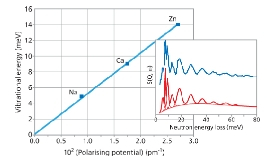 16
14
12
10
8
6
4
2
0
Vibrational energy (meV)
Na
Ca
Zn
0.0 0.5 1.0 1.5 2.0 2.5 3.0
10² (Polarising potential) (pm⁻¹)
0 20 40 60 80
Neutron energy loss (meV)